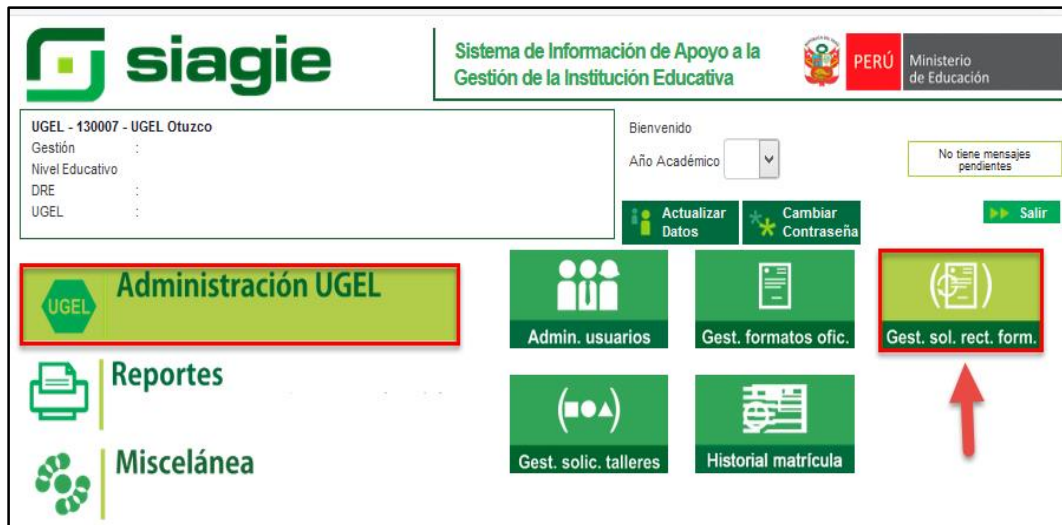 siagie
Sistema de Información de Apoyo a la
Gestión de la Institución Educativa
PERÚ
Ministerio
de Educación
UGEL - 130007 - UGEL Otuzco
Gestión :
Nivel Educativo
DRE :
UGEL :
Bienvenido
Año Académico
No tiene mensajes
pendientes
Actualizar
Datos
Cambiar
Contraseña
Salir
UGEL
Administración UGEL
Reportes
Miscelánea
Admin. usuarios
Gest. formatos ofic.
Gest. sol. rect. form.
Gest. solic. talleres
Historial matrícula